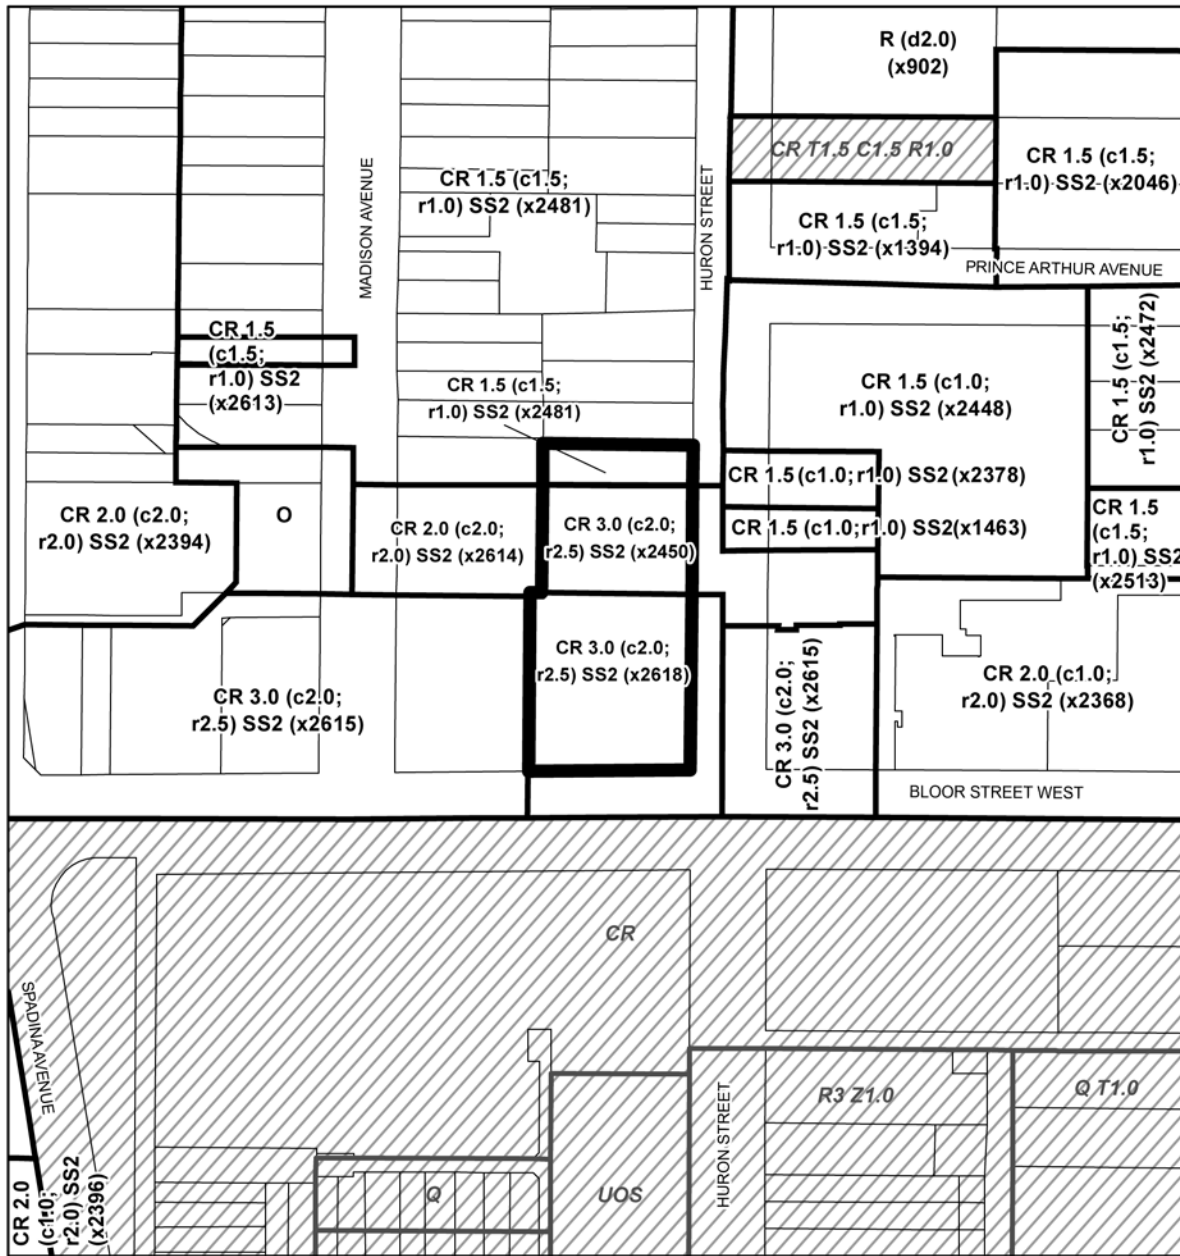 R (d2.0)
(x902)
CR T1.5 C1.5 R1.0
CR 1.5 (c1.5;
r1.0) SS2 (x2046)
MADISON AVENUE
CR 1.5 (c1.5;
r1.0) SS2 (x2481)
HURON STREET
CR 1.5 (c1.5;
r1.0) SS2 (x1394)
PRINCE ARTHUR AVENUE
CR 1.5
(c1.5;
r1.0) SS2
(x2613)
CR 1.5 (c1.5;
r1.0) SS2 (x2481)
CR 1.5 (c1.0;
r1.0) SS2 (x2448)
CR 1.5 (c1.5;
r1.0) SS2 (x2472)
CR 1.5 (c1.0; r1.0) SS2 (x2378)
CR 2.0 (c2.0;
r2.0) SS2 (x2394)
O
CR 2.0 (c2.0;
r2.0) SS2 (x2614)
CR 3.0 (c2.0;
r2.5) SS2 (x2450)
CR 1.5 (c1.0;r1.0) SS2(x1463)
CR 1.5
(c1.5;
r1.0) SS2
(x2513)
CR 3.0 (c2.0;
r2.5) SS2 (x2615)
CR 3.0 (c2.0;
r2.5) SS2 (x2618)
CR 3.0 (c2.0;
r2.5) SS2 (x2615)
CR 2.0 (c1.0;
r2.0) SS2 (x2368)
BLOOR STREET WEST
CR
SPADINA AVENUE
HURON STREET
R3 Z1.0
Q T1.0
CR 2.0
(c1.0;
r2.0) SS2
(x2396)
Q
UOS